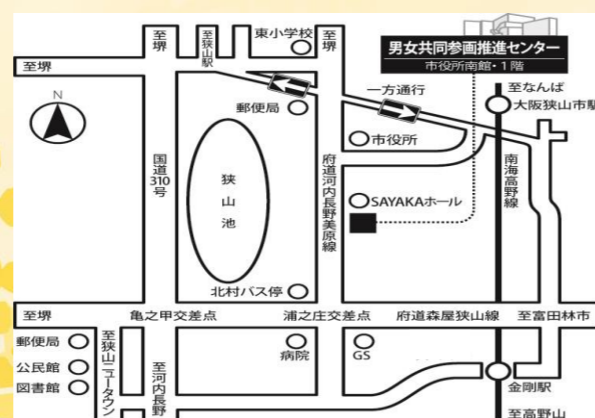 至堺
至狭山駅
東小学校
至堺
男女共同参画推進センター
市役所南館・1階
至堺
一方通行
至なんば
大阪狭山市駅
N
郵便局
市役所
国道310号
狭山池
府道河内長野美原線
南海高野線
SAYAKAホール
北村バス停
至堺
亀之甲交差点
浦之庄交差点
府道森屋狭山線
至富田林市
郵便局
公民館
図書館
至狭山ニュータウン
至河内長野
病院
GS
金剛駅
至高野山